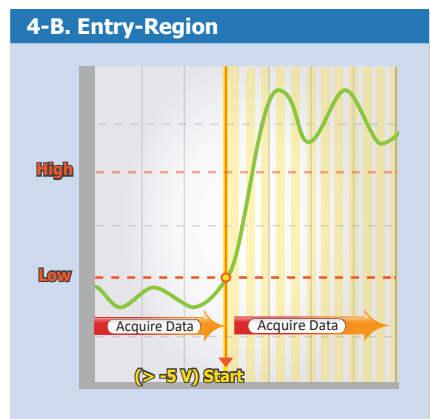 4-B. Entry-Region
High
Low
Acquire Data
Acquire Data
(> -5 V) Start